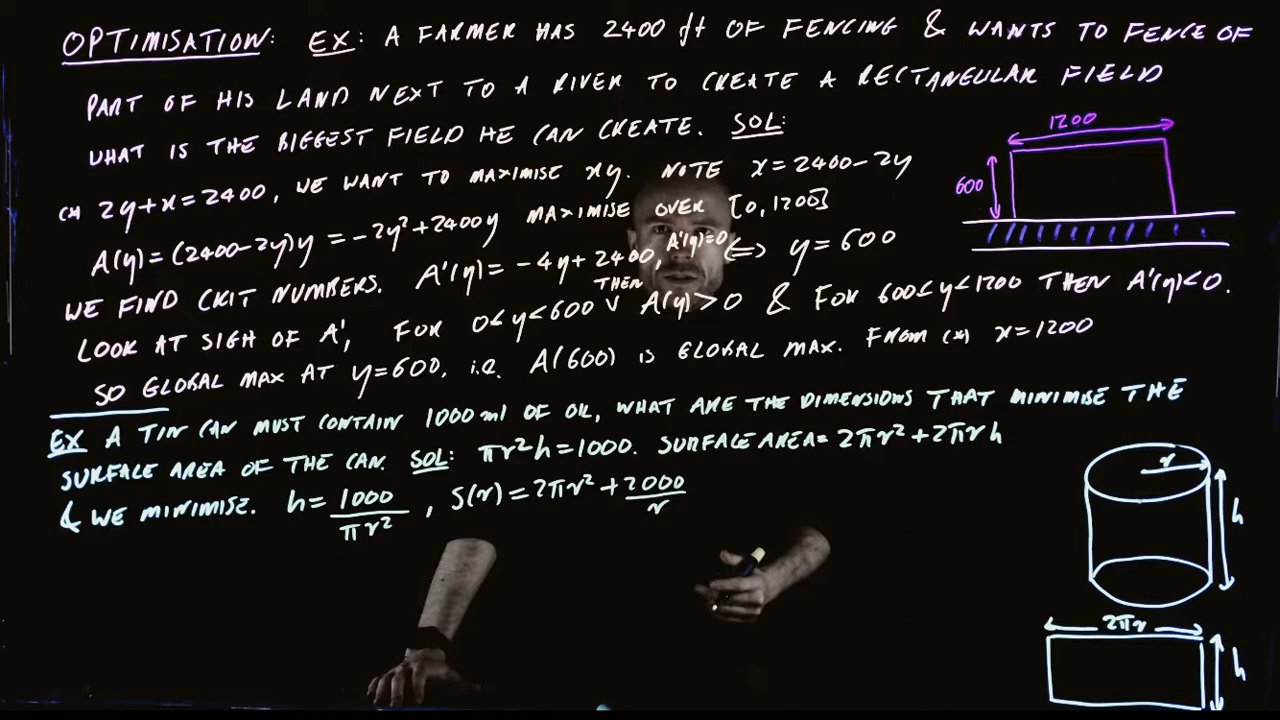 OPTIMISATION: EX: A FARMER HAS 2400 ft OF FENCING & WANTS TO FENCE OF
PART OF HIS LAND NEXT TO A RIVER TO CREATE A RECTANGULAR FIELD
WHAT IS THE BIGGEST FIELD HE CAN CREATE. SOL:
(*) 2y+x=2400, WE WANT TO MAXIMISE xy. NOTE x=2400-2y
A(y)=(2400-2y)y=-2y²+2400y MAXIMISE OVER [0,1200]
WE FIND CRIT NUMBERS. A'(y)=-4y+2400, A'(y)=0 ⟺ y=600
LOOK AT SIGN OF A', FOR 0<y<600 THEN A(y)>0 & FOR 600<y<1200 THEN A'(y)<0.
SO GLOBAL MAX AT y=600, i.e. A(600) IS GLOBAL MAX. FROM (*) x=1200
1200
600
EX A TIN CAN MUST CONTAIN 1000 ml OF OIL, WHAT ARE THE DIMENSIONS THAT MINIMISE THE
SURFACE AREA OF THE CAN. SOL: πr²h=1000. SURFACE AREA=2πr²+2πrh
& WE MINIMISE. h=1000/πr², S(r)=2πr²+2000/r
r
h
2πr
h